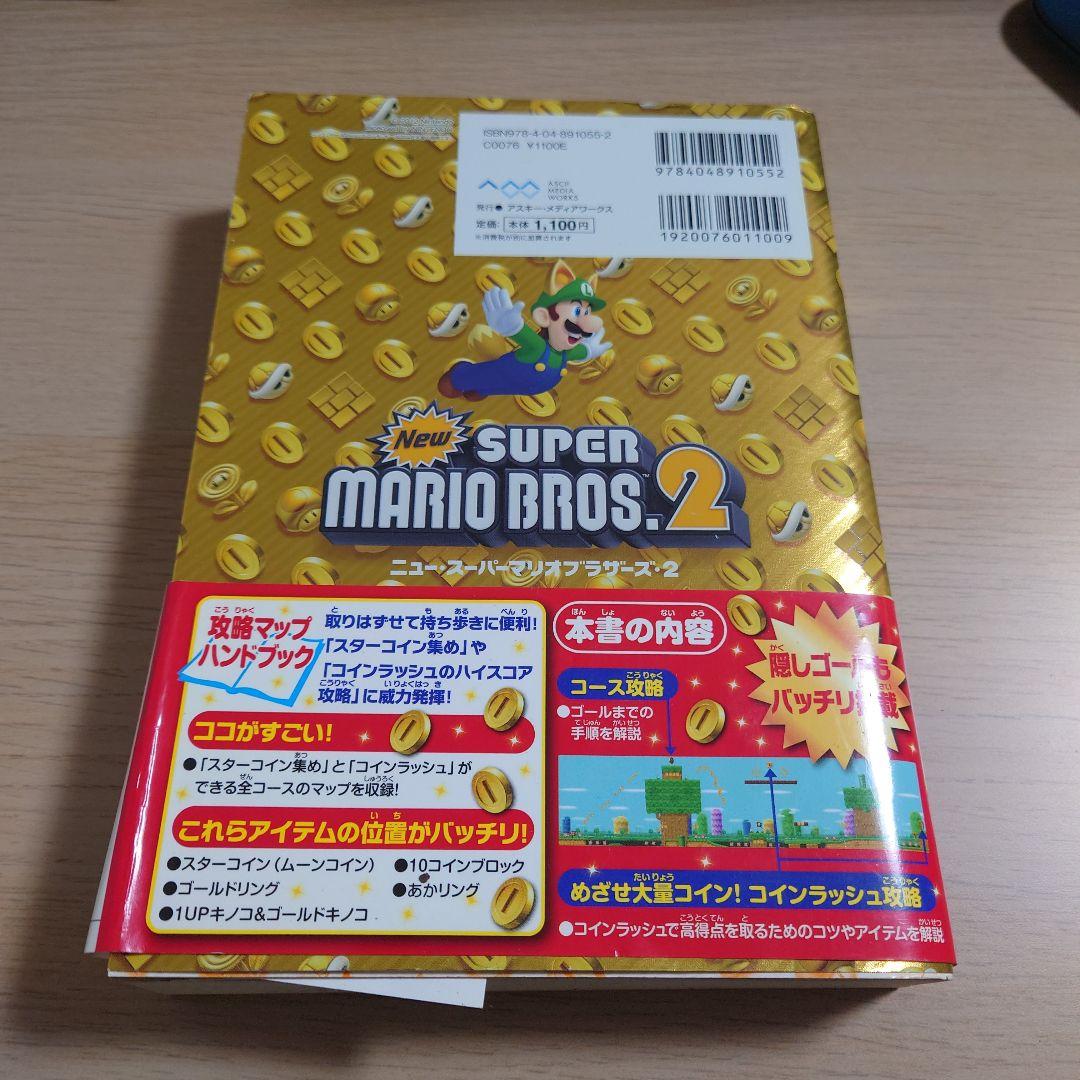 © 2012 Nintendo
ISBN978-4-04-891055-2
C0076 ¥1100E
ASCII
MEDIA
WORKS
発行● アスキー・メディアワークス
定価: 本体 1,100円
※消費税が別に加算されます
9784048910552
1920076011009
L
New SUPER
MARIO BROS.2
ニュー・スーパーマリオブラザーズ・2
攻略マップ
ハンドブック
取りはずせて持ち歩きに便利!
「スターコイン集め」や
「コインラッシュのハイスコア
攻略」に威力発揮!
ココがすごい!
●「スターコイン集め」と「コインラッシュ」が
できる全コースのマップを収録!
これらアイテムの位置がバッチリ!
●スターコイン(ムーンコイン)
●10コインブロック
●ゴールドリング
●あかリング
●1UPキノコ&ゴールドキノコ
本書の内容
隠しゴールも
バッチリ掲載
コース攻略
●ゴールまでの
手順を解説
めざせ大量コイン! コインラッシュ攻略
●コインラッシュで高得点を取るためのコツやアイテムを解説